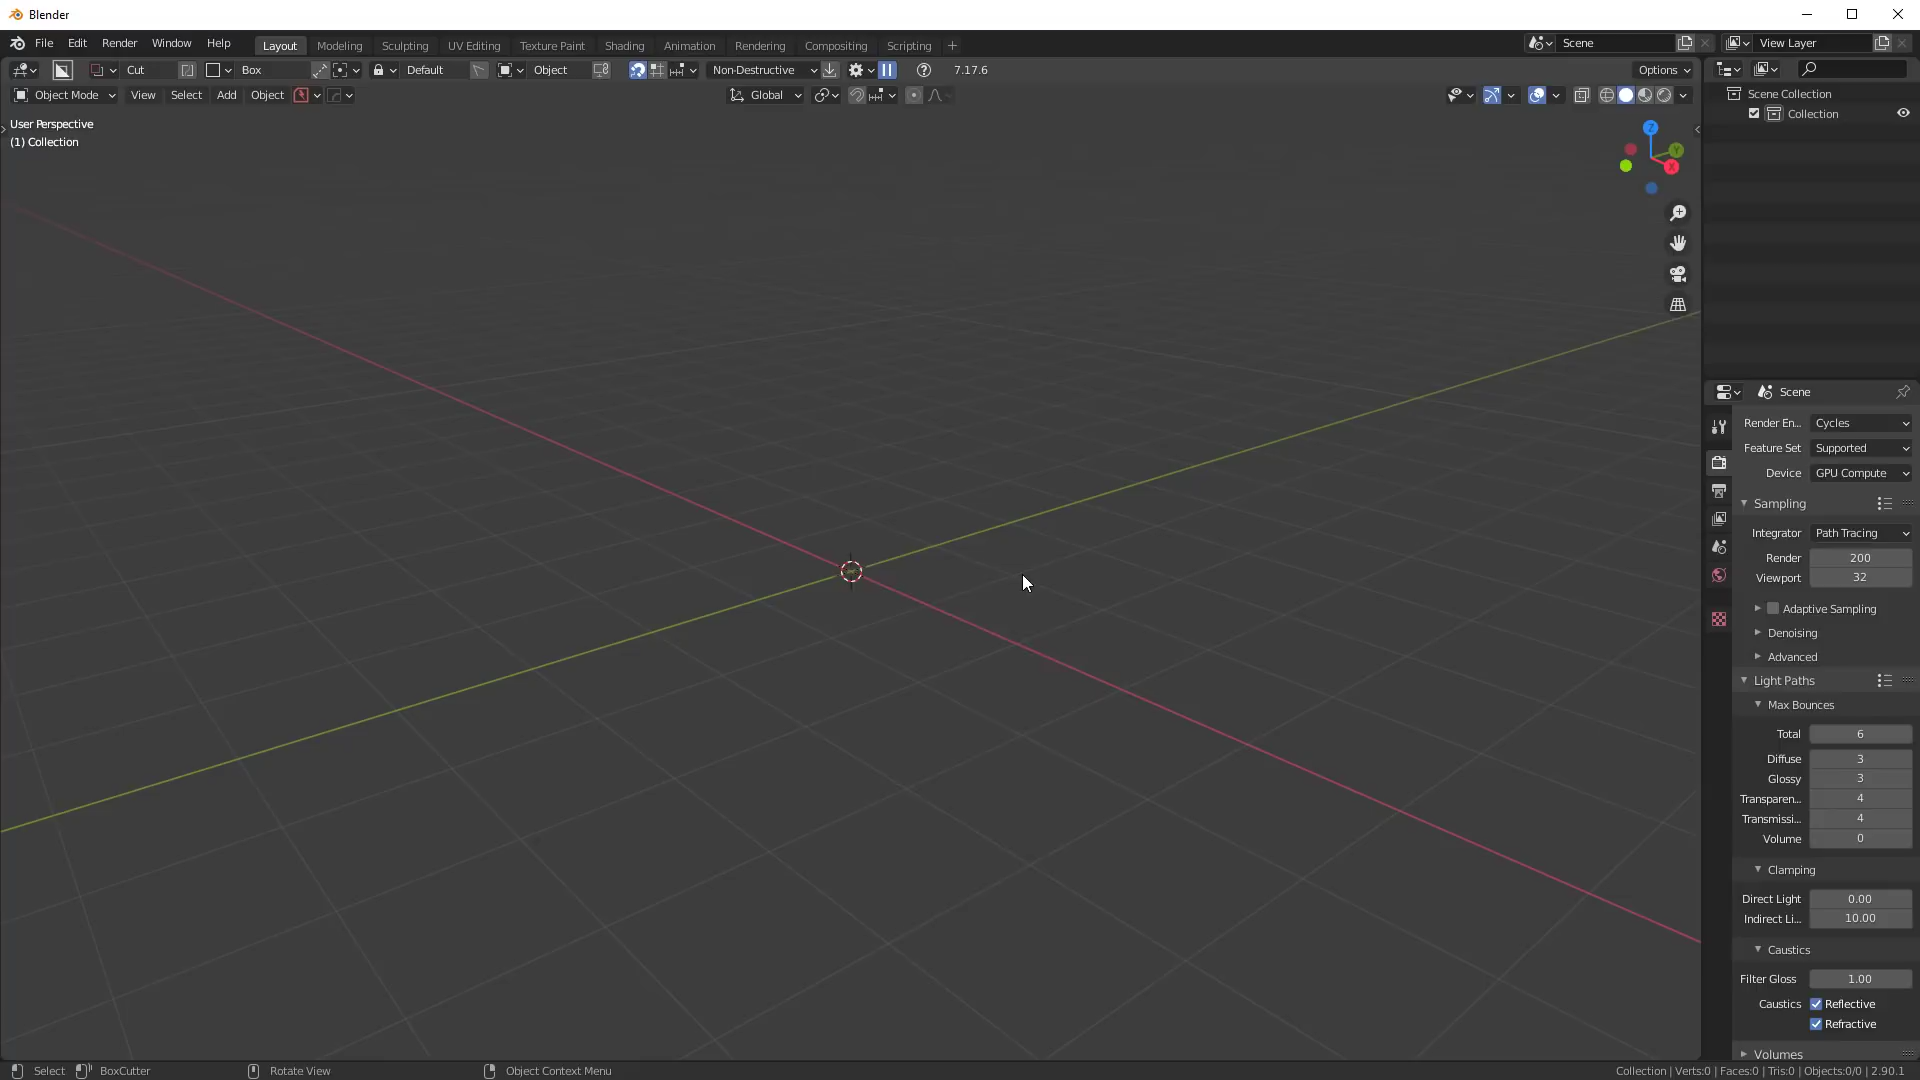 Blender
File Edit Render Window Help Layout Modeling Sculpting UV Editing Texture Paint Shading Animation Rendering Compositing Scripting + Scene View Layer
Cut Box Default Object Non-Destructive 7.17.6 Options
Object Mode View Select Add Object Global
User Perspective
(1) Collection
Z
Y
X
Scene Collection
Collection
Scene
Render En... Cycles
Feature Set Supported
Device GPU Compute
Sampling
Integrator Path Tracing
Render 200
Viewport 32
Adaptive Sampling
Denoising
Advanced
Light Paths
Max Bounces
Total 6
Diffuse 3
Glossy 3
Transparen... 4
Transmissi... 4
Volume 0
Clamping
Direct Light 0.00
Indirect Li... 10.00
Caustics
Filter Gloss 1.00
Caustics Reflective
Refractive
Volumes
Select BoxCutter Rotate View Object Context Menu Collection | Verts:0 | Faces:0 | Tris:0 | Objects:0/0 | 2.90.1